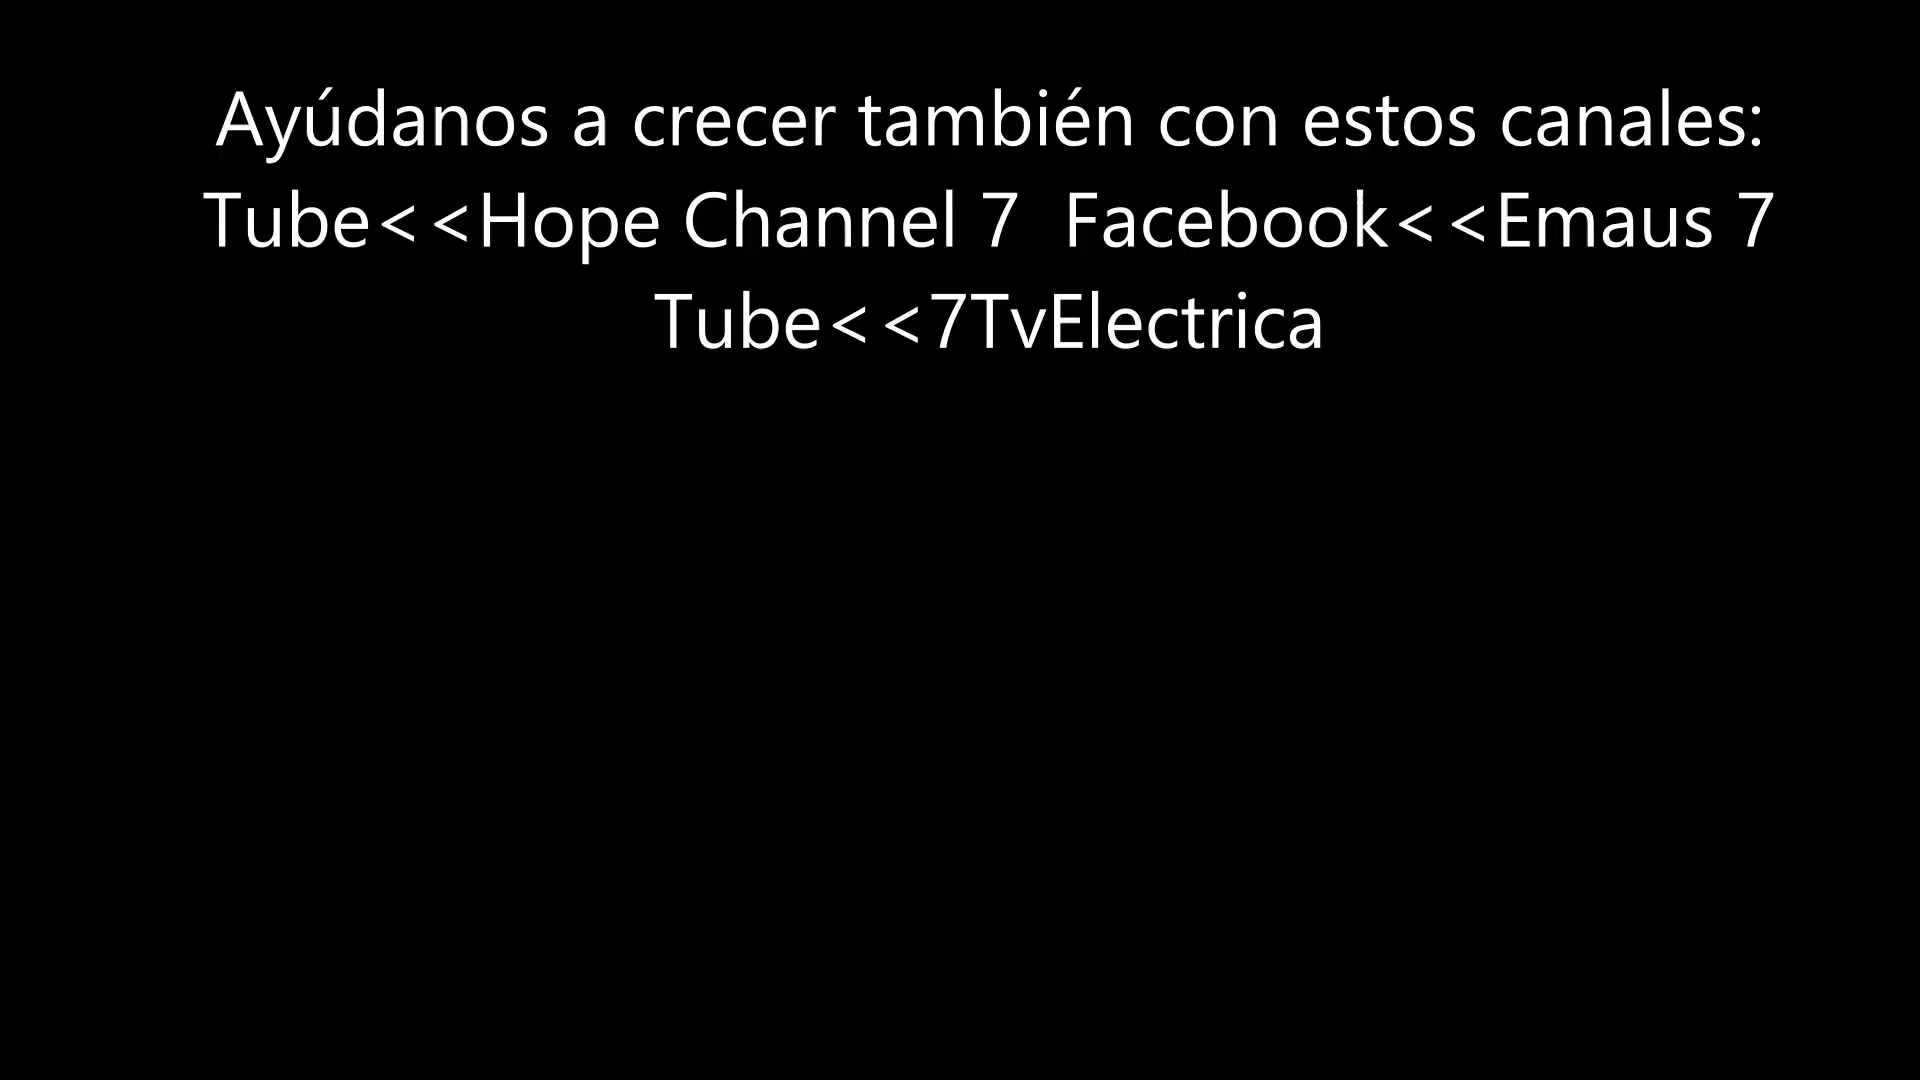 Ayúdanos a crecer también con estos canales:
Tube<<Hope Channel 7  Facebook<<Emaus 7
Tube<<7TvElectrica